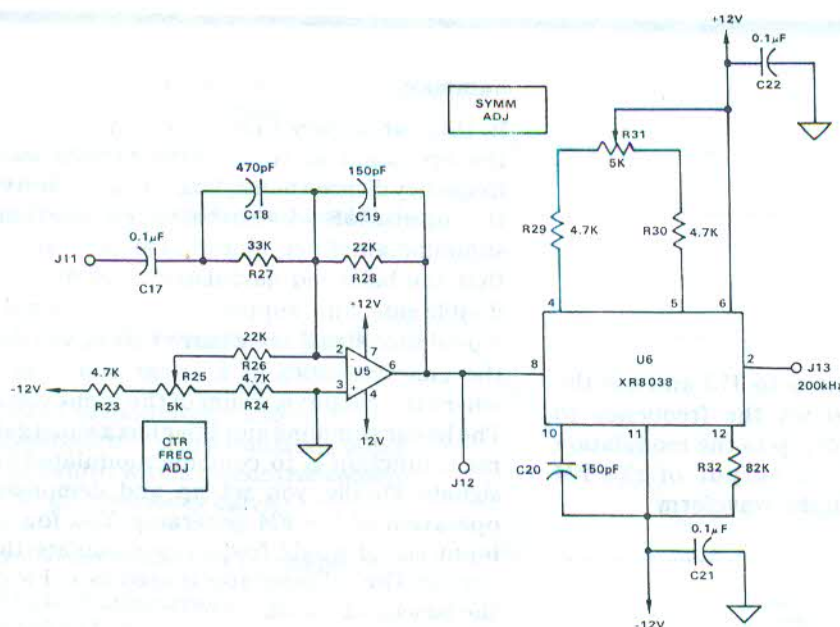 +12V
0.1µF
C22
SYMM
ADJ
R31
5K
470pF
C18
150pF
C19
R29
4.7K
R30
4.7K
0.1µF
J11
C17
33K
R27
22K
R28
+12V
4
5
6
22K
R26
2
-
7
U5
6
3
4
8
U6
XR8038
2
J13
200kHz
-12V
4.7K
R23
R25
5K
4.7K
R24
-12V
10
11
12
CTR
FREQ
ADJ
J12
C20
150pF
R32
82K
0.1µF
C21
-12V